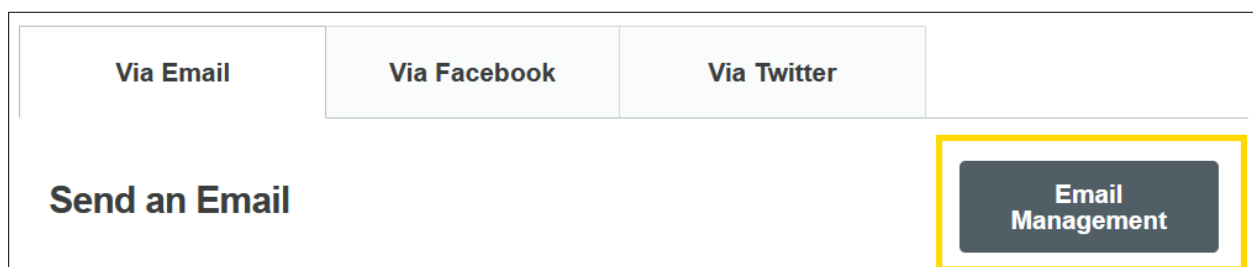 Via Email
Via Facebook
Via Twitter
Send an Email
Email
Management